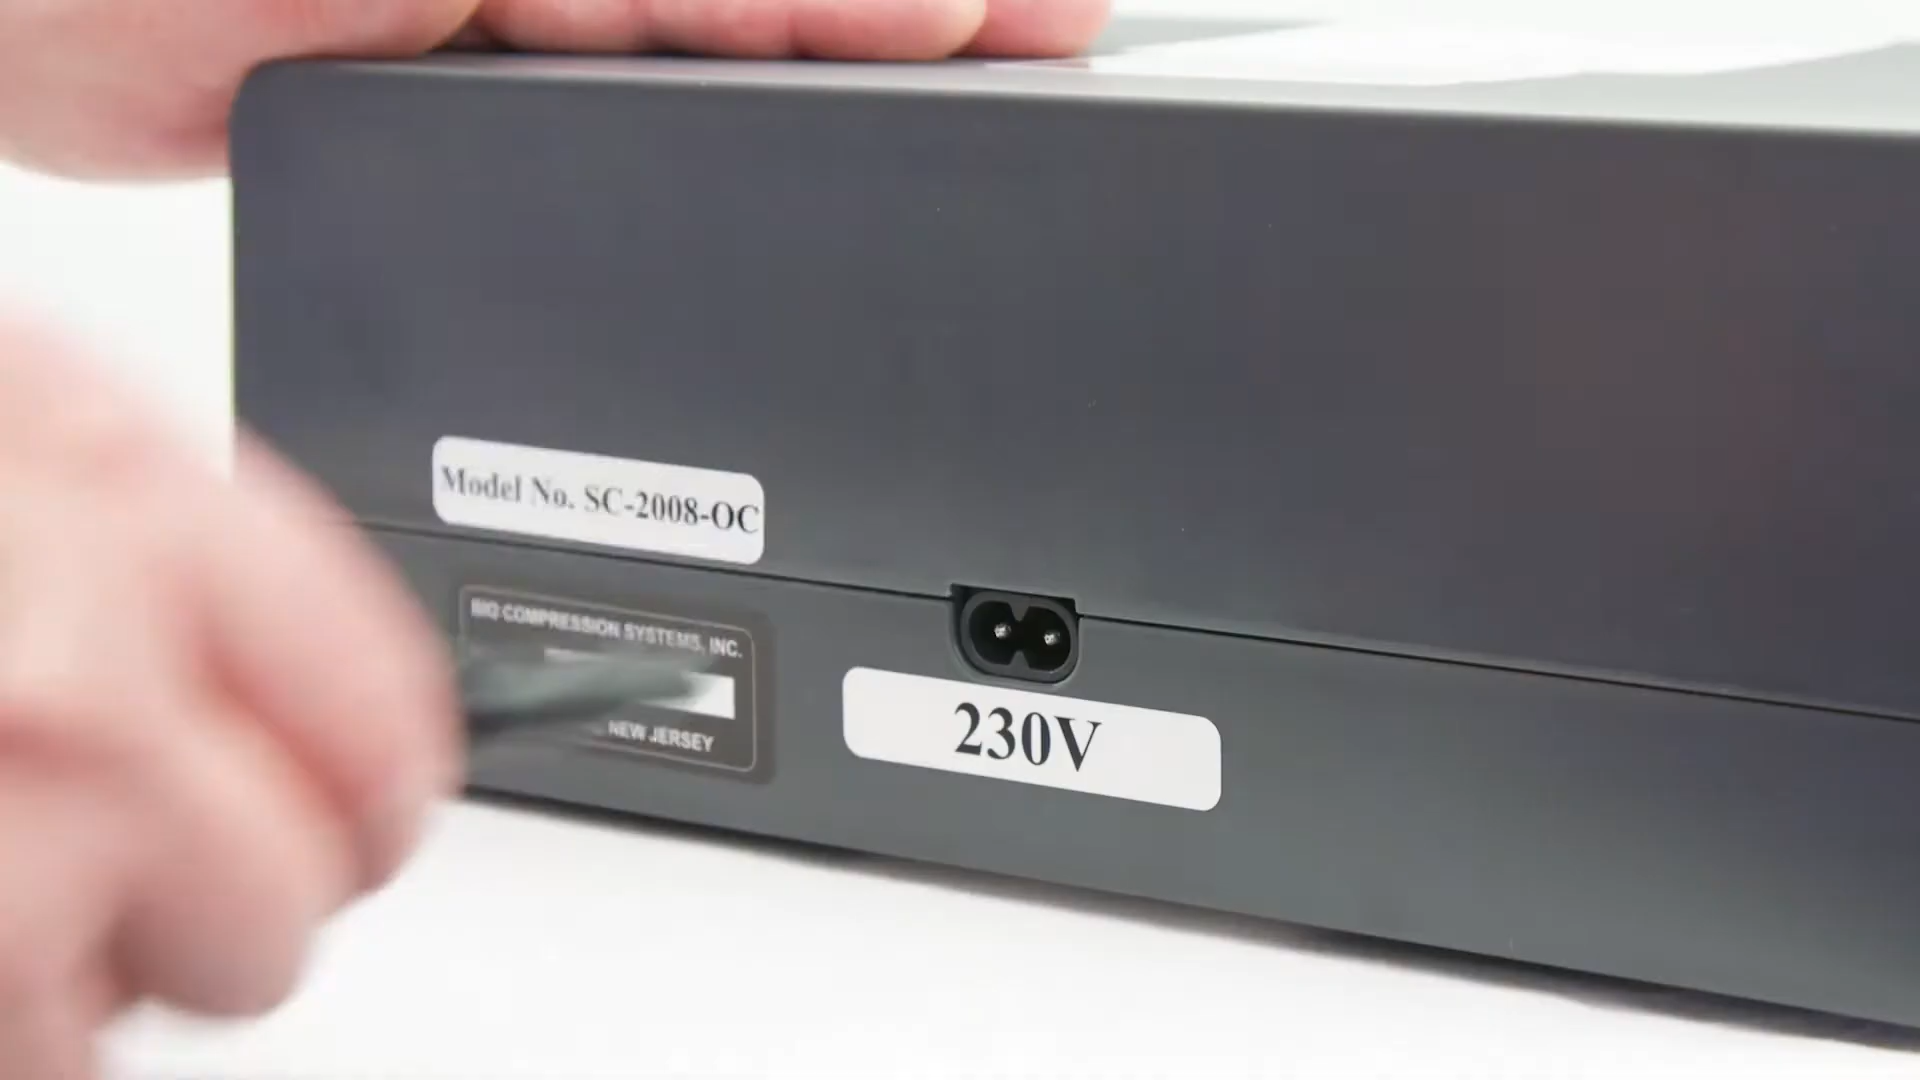 Model No. SC-2008-OC
BIO COMPRESSION SYSTEMS, INC.
NEW JERSEY
230V